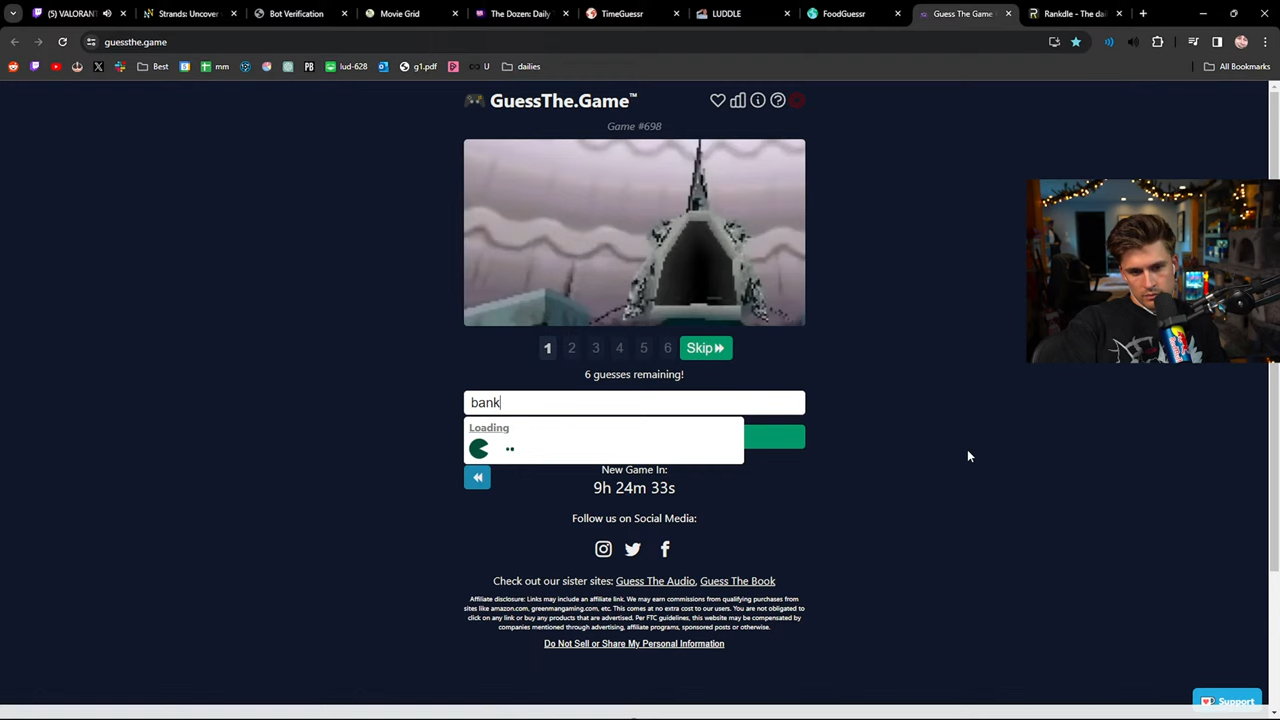 (5) VALORANT
Strands: Uncover
Bot Verification
Movie Grid
The Dozen: Daily
TimeGuessr
LUDDLE
FoodGuessr
Guess The Game
Rankdle - The dai
guessthe.game
Best
mm
PB
lud-628
g1.pdf
U
dailies
All Bookmarks
GuessThe.Game™
Game #698
1 2 3 4 5 6 Skip
6 guesses remaining!
bank
Loading
New Game In:
9h 24m 33s
Follow us on Social Media:
Check out our sister sites: Guess The Audio, Guess The Book
Affiliate disclosure: Links may include an affiliate link. We may earn commissions from qualifying purchases from
sites like amazon.com, greenmangaming.com, etc. This comes at no extra cost to our users. You are not obligated to
click on any link or buy any products that are advertised. Per FTC guidelines, this website may be compensated by
companies mentioned through advertising, affiliate programs, sponsored posts or otherwise.
Do Not Sell or Share My Personal Information
Support